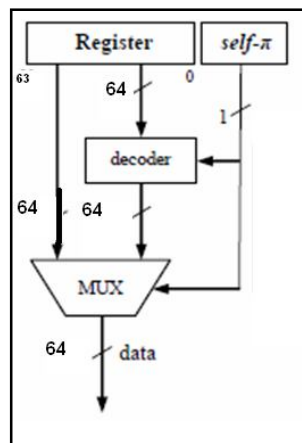 Register self-π
63 0
64
1
decoder
64 64
MUX
64 data